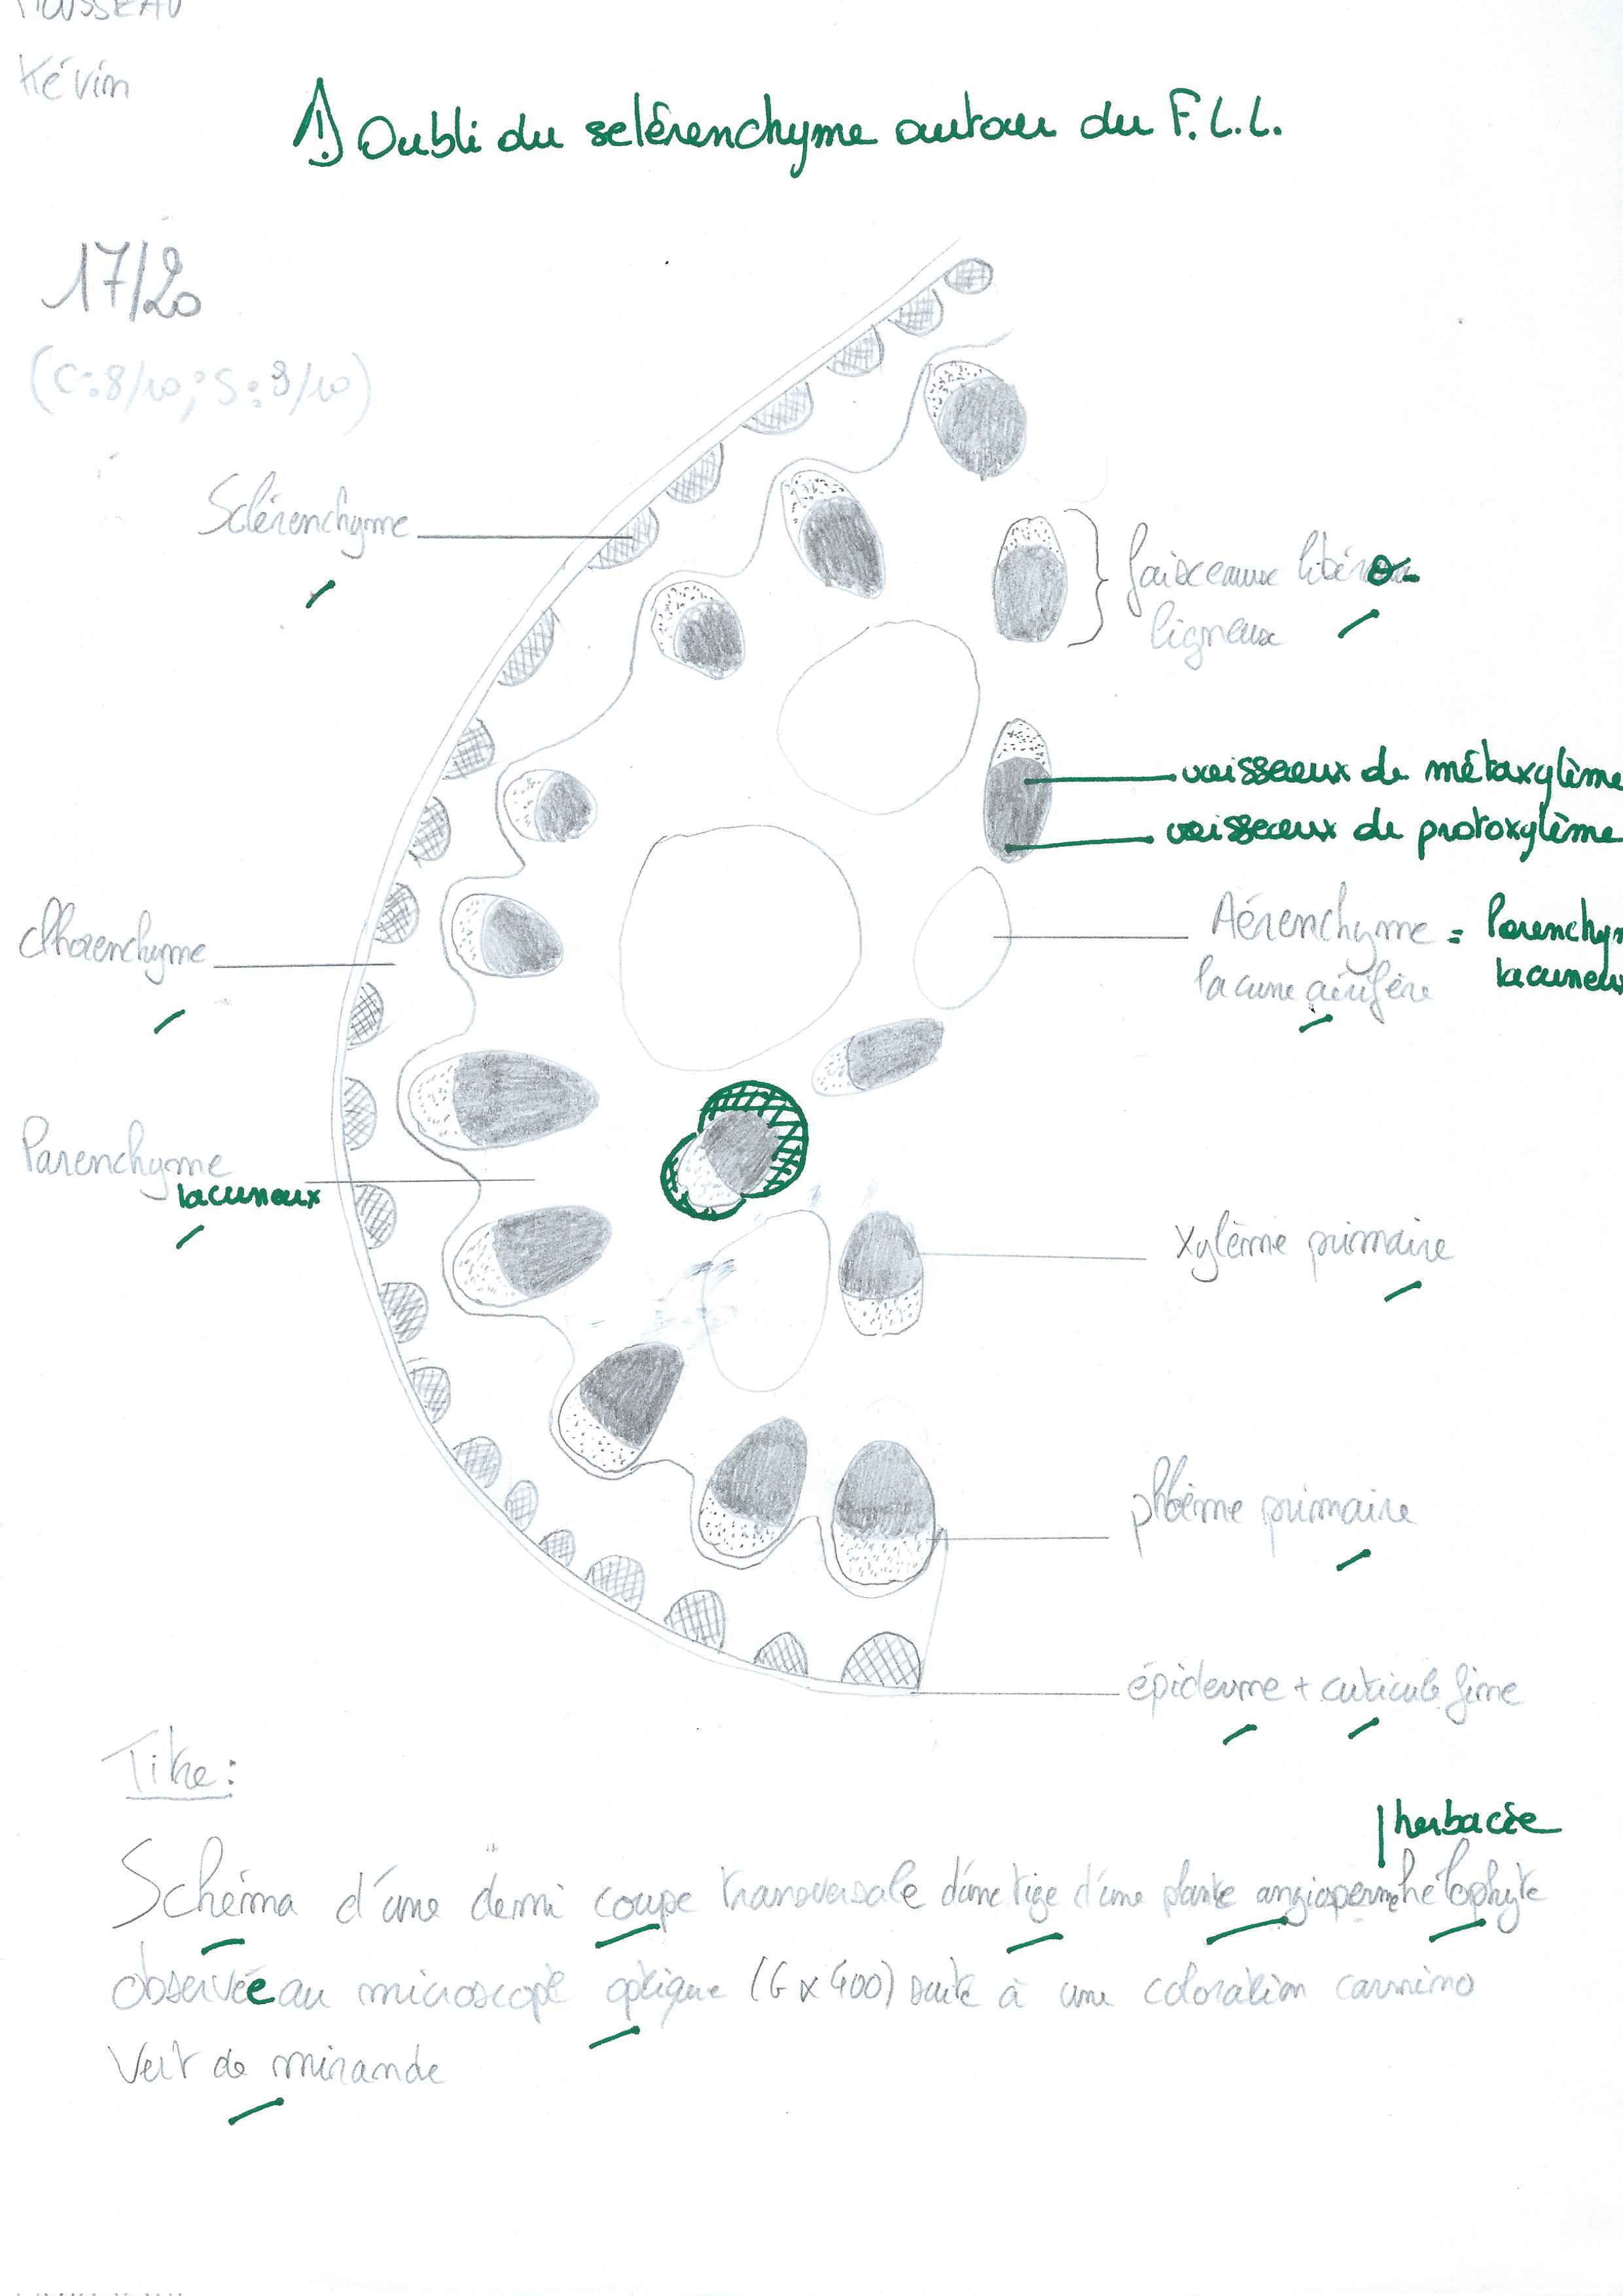 MOUSSEAU
Kévin
⚠ Oubli du sclérenchyme autour du F.L.L.
17/20
(C:8/10; S:9/10)
Sclérenchyme
faisceaux libéro-
ligneux
vaisseaux de métaxylème
vaisseaux de protoxylème
Chlorenchyme
Aérenchyme = Parenchym
lacune aérifère lacuneux
Parenchyme
lacuneux
Xylème primaire
phloème primaire
épiderme + cuticule fine
Titre:
herbacée
Schéma d'une demi coupe transversale d'une tige d'une plante angiosperme hélophyte
observée au microscope optique (G x 400) suite à une coloration carmino
Vert de mirande